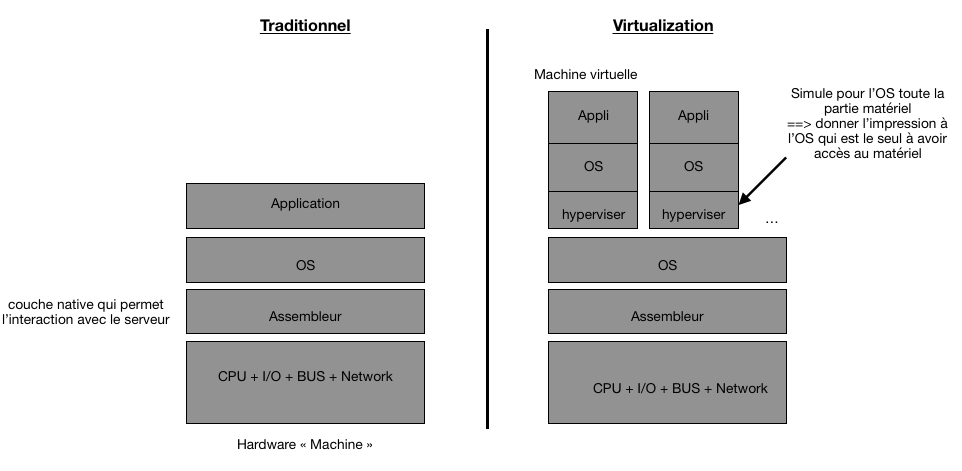 Traditionnel
Application
OS
couche native qui permet
l'interaction avec le serveur
Assembleur
CPU + I/O + BUS + Network
Hardware « Machine »
Virtualization
Machine virtuelle
Appli
Appli
OS
OS
hyperviser
hyperviser
...
Simule pour l'OS toute la
partie matériel
==> donner l'impression à
l'OS qui est le seul à avoir
accès au matériel
OS
Assembleur
CPU + I/O + BUS + Network